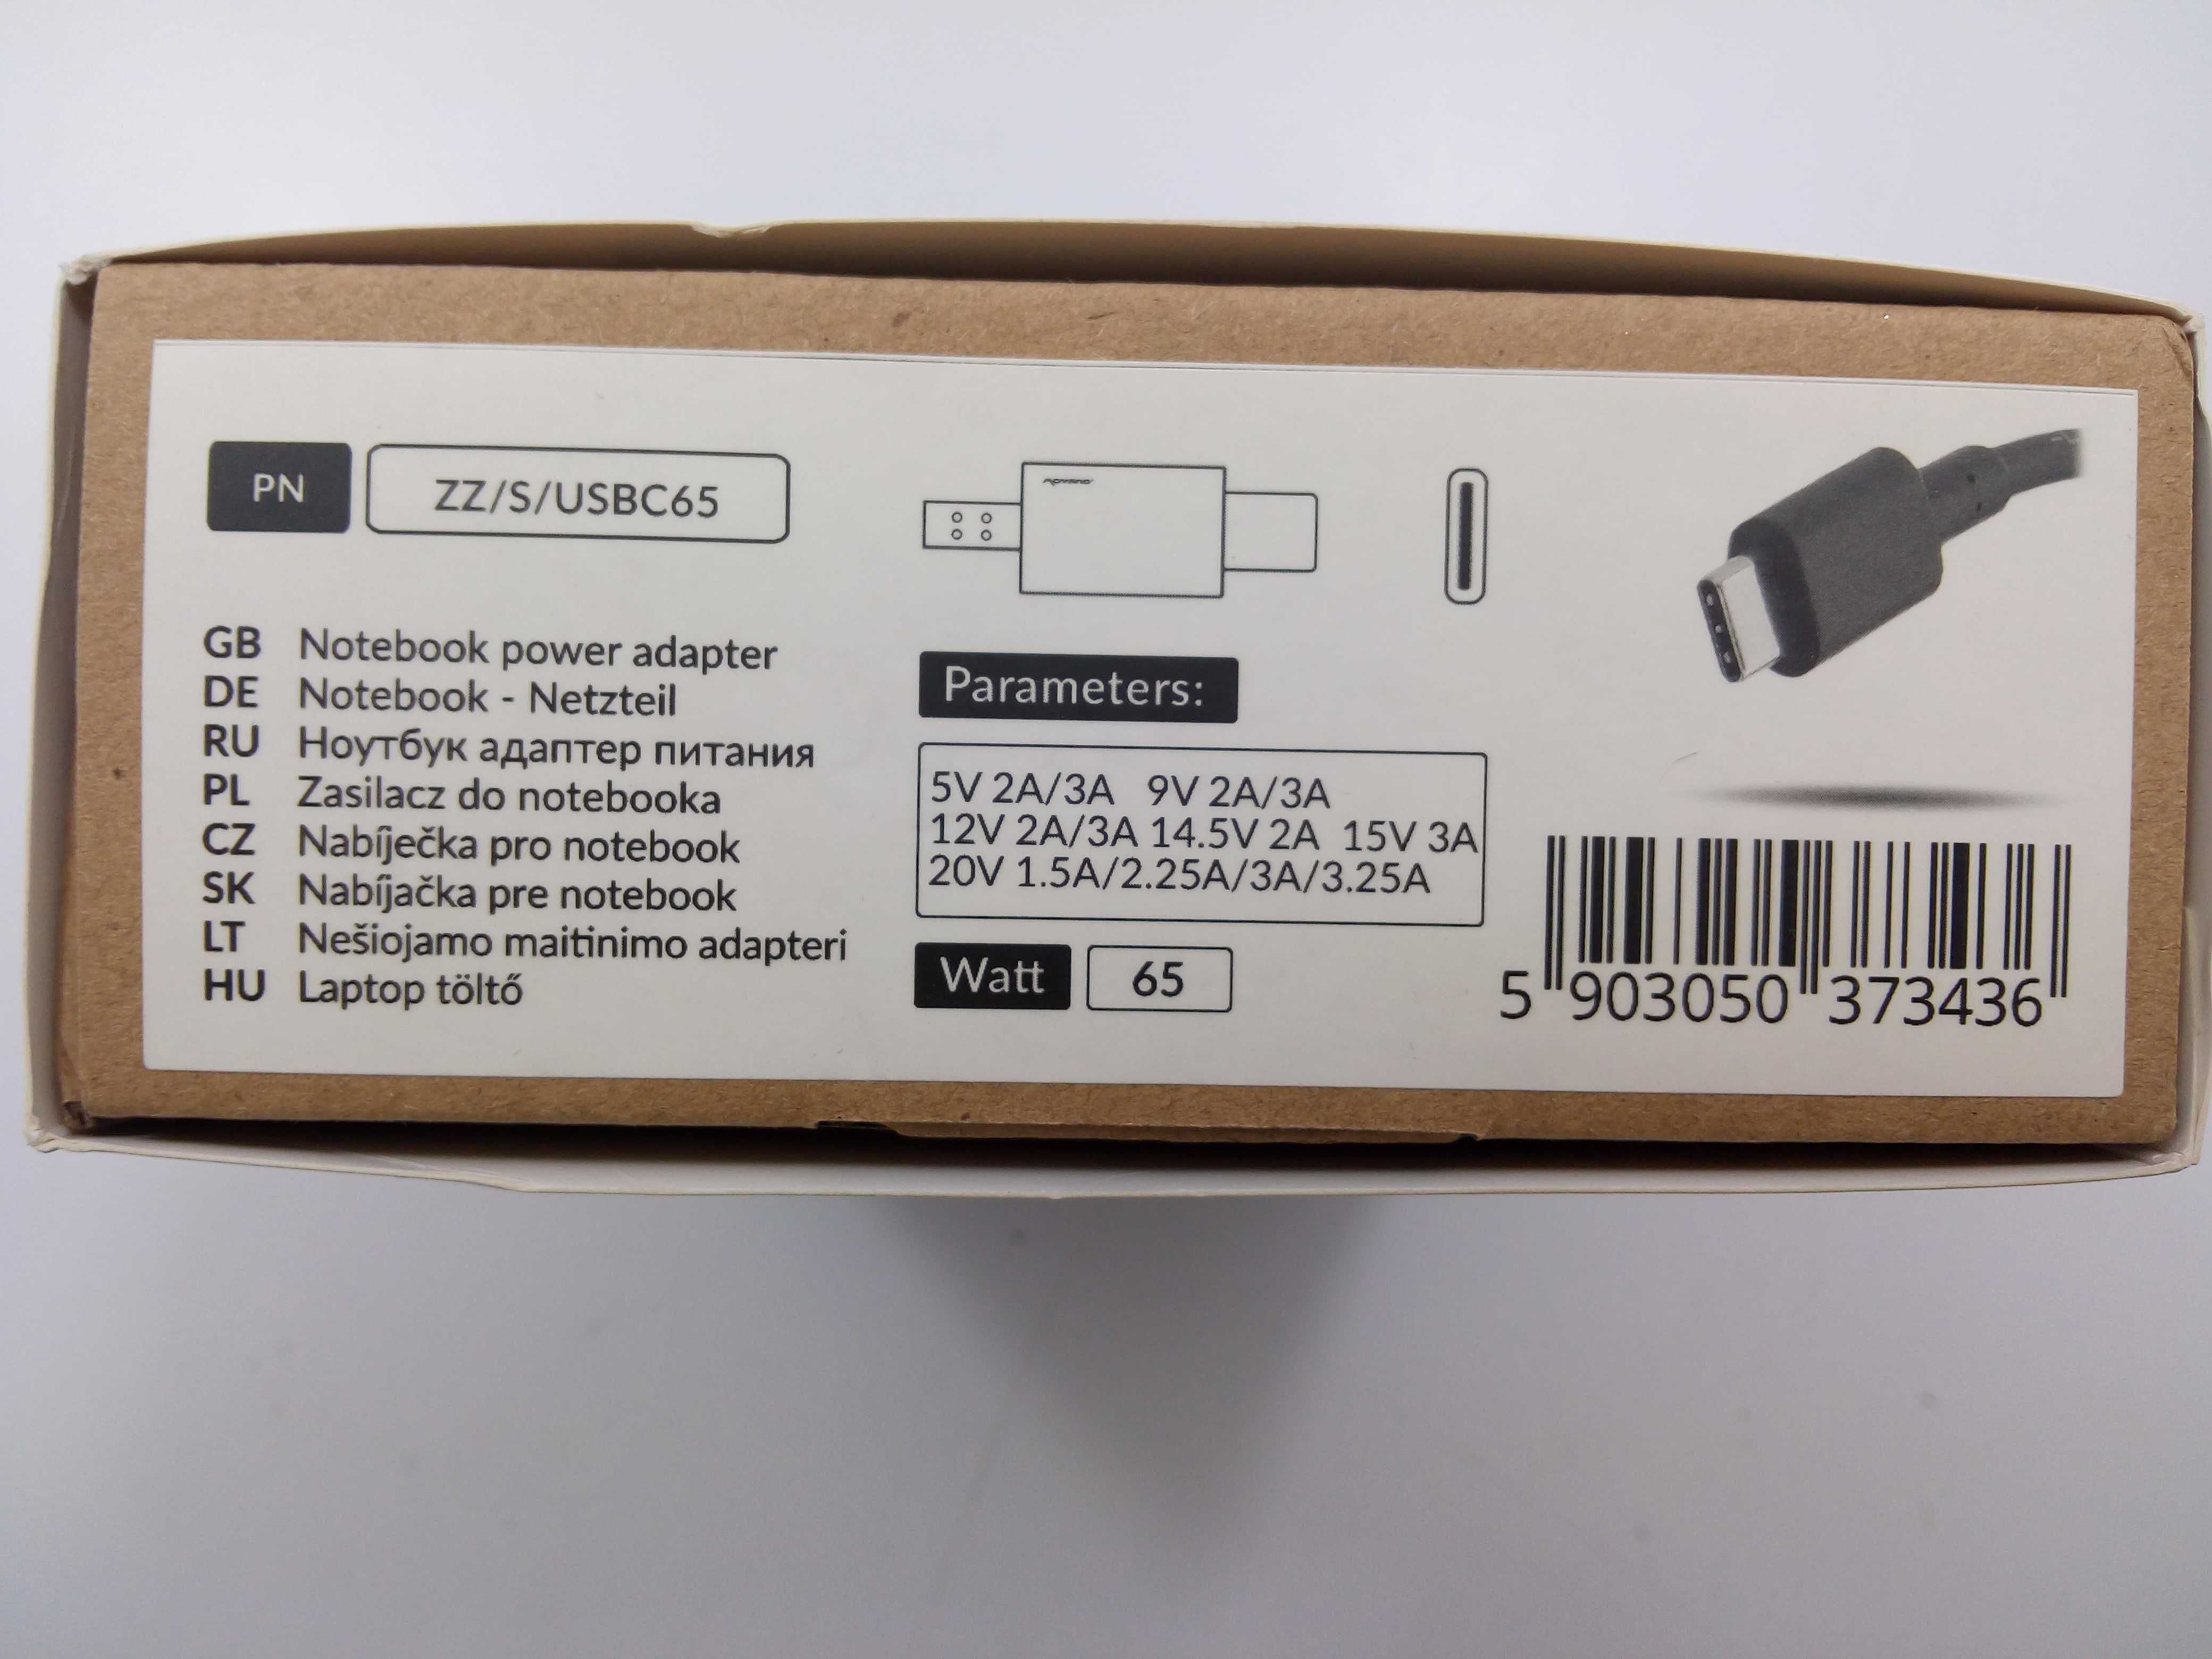 PN ZZ/S/USBC65
GB Notebook power adapter
DE Notebook - Netzteil
RU Ноутбук адаптер питания
PL Zasilacz do notebooka
CZ Nabíječka pro notebook
SK Nabíjačka pre notebook
LT Nešiojamo maitinimo adapteri
HU Laptop töltő
Parameters:
5V 2A/3A 9V 2A/3A
12V 2A/3A 14.5V 2A 15V 3A
20V 1.5A/2.25A/3A/3.25A
Watt 65
5 903050 373436